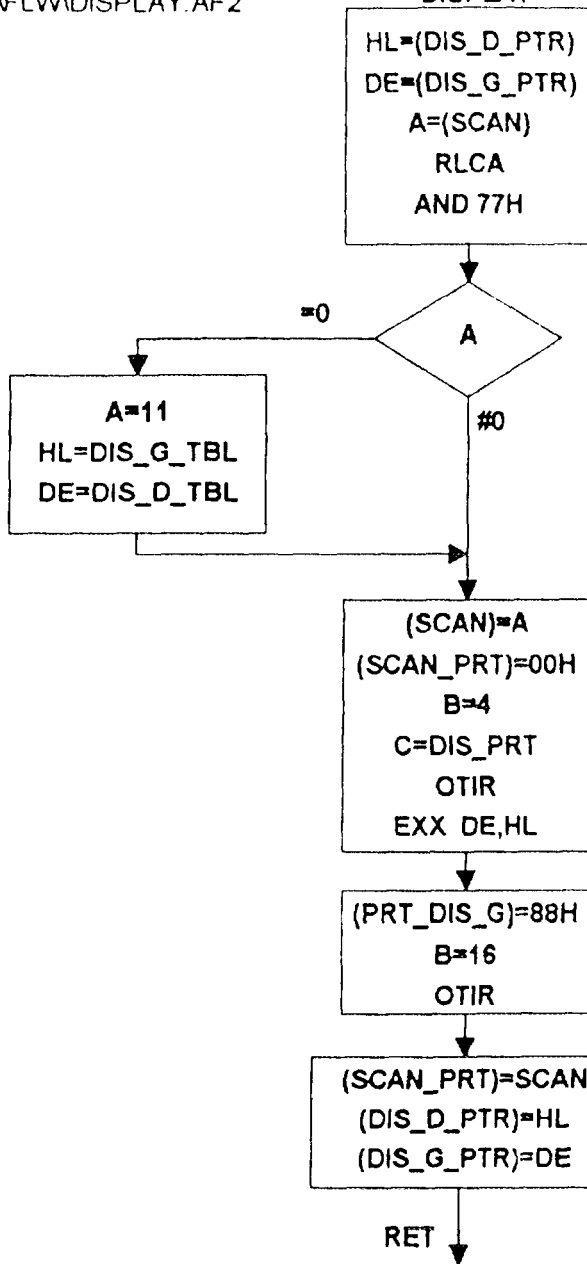 HL=(DIS_D_PTR)
DE=(DIS_G_PTR)
A=(SCAN)
RLCA
AND 77H
=0
A
#0
A=11
HL=DIS_G_TBL
DE=DIS_D_TBL
(SCAN)=A
(SCAN_PRT)=00H
B=4
C=DIS_PRT
OTIR
EXX DE,HL
(PRT_DIS_G)=88H
B=16
OTIR
(SCAN_PRT)=SCAN
(DIS_D_PTR)=HL
(DIS_G_PTR)=DE
RET